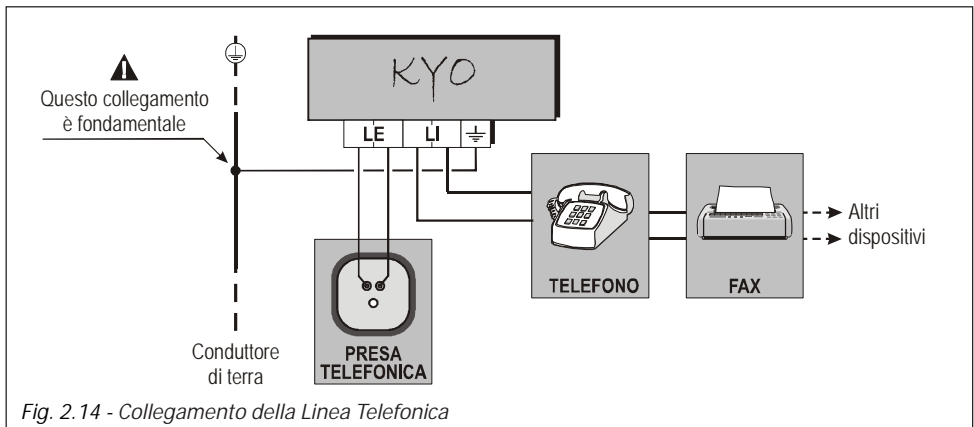 KYO
Questo collegamento
è fondamentale
LE
LI
Altri
dispositivi
TELEFONO
FAX
PRESA
TELEFONICA
Conduttore
di terra
Fig. 2.14 - Collegamento della Linea Telefonica